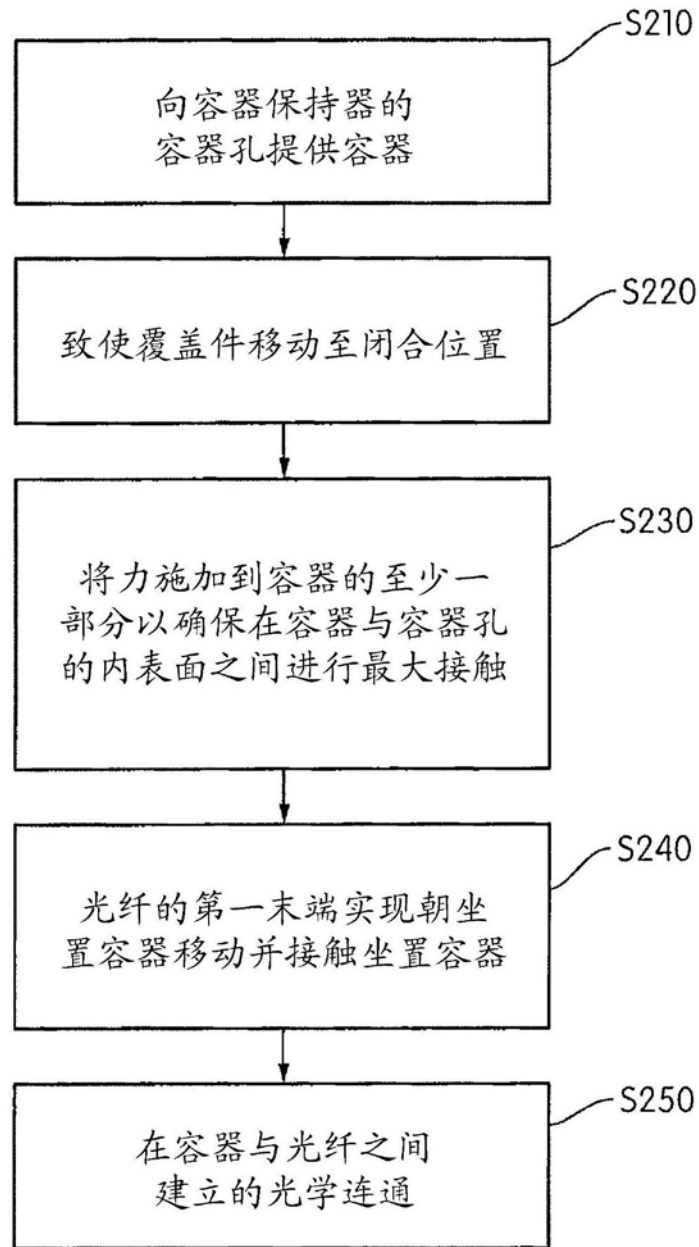 S210
向容器保持器的
容器孔提供容器
S220
致使覆盖件移动至闭合位置
S230
将力施加到容器的至少一
部分以确保在容器与容器孔
的内表面之间进行最大接触
S240
光纤的第一末端实现朝坐
置容器移动并接触坐置容器
S250
在容器与光纤之间
建立的光学连通